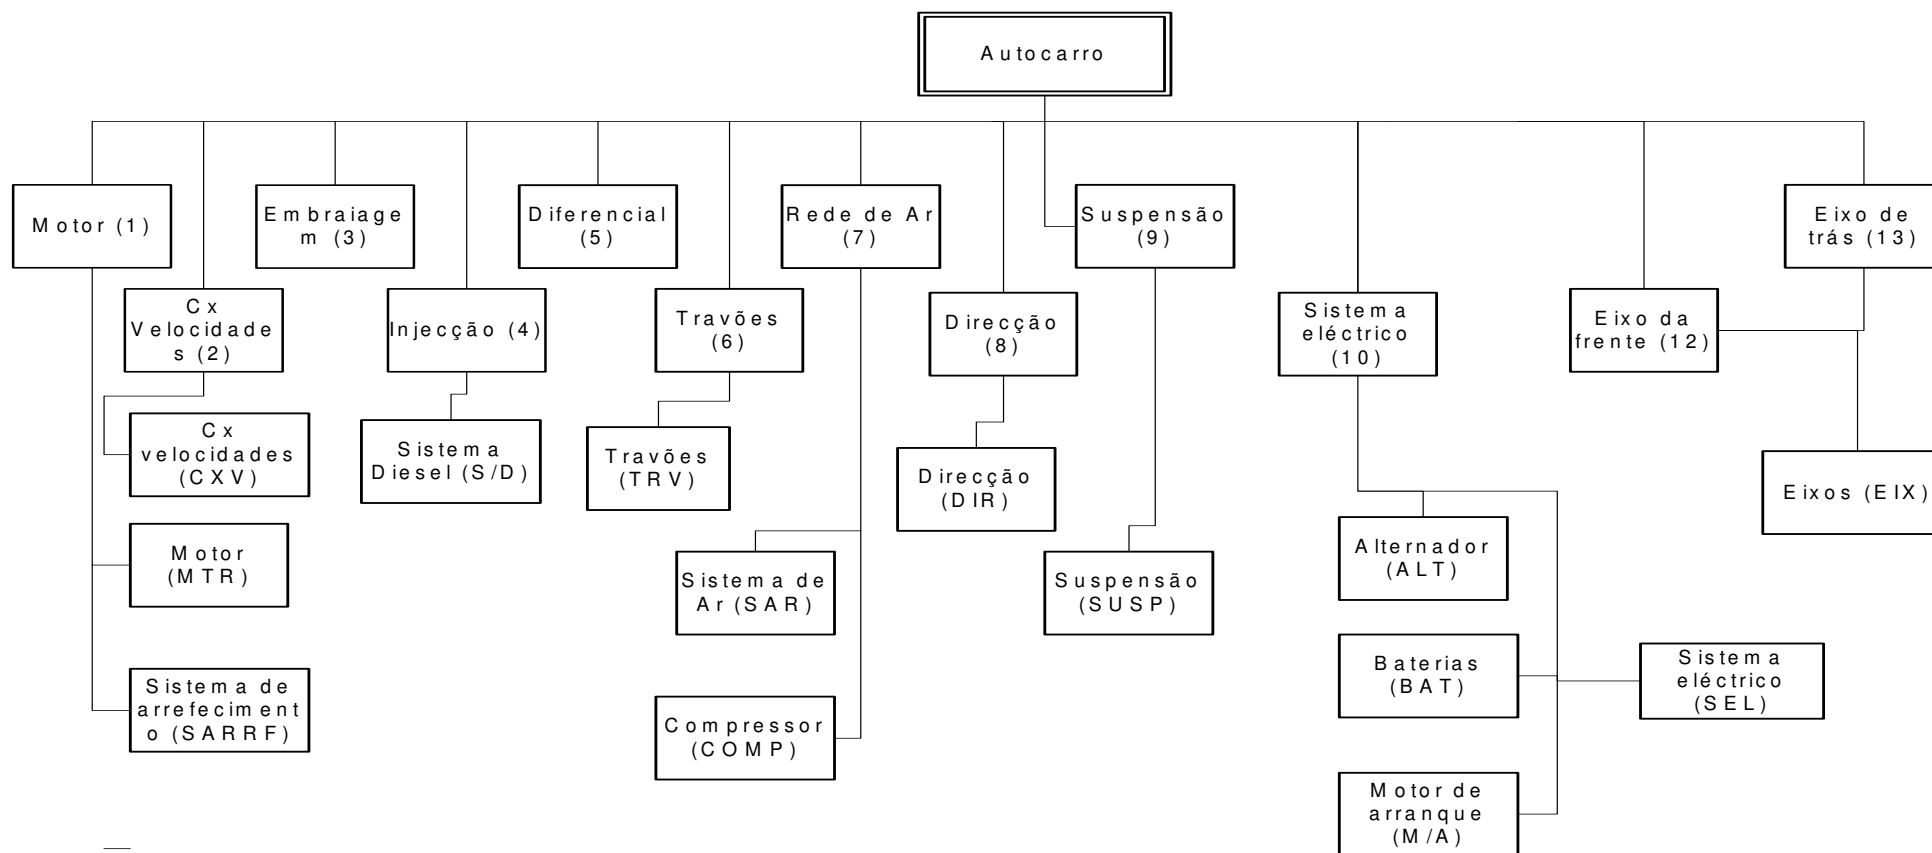 Autocarro
Motor (1)
Embraiage
m (3)
Diferencial
(5)
Rede de Ar
(7)
Suspensão
(9)
Eixo de
trás (13)
Cx
Velocidade
s (2)
Injecção (4)
Travões
(6)
Direcção
(8)
Sistema
eléctrico
(10)
Eixo da
frente (12)
Cx
velocidades
(CXV)
Sistema
Diesel (S/D)
Travões
(TRV)
Direcção
(DIR)
Eixos (EIX)
Motor
(MTR)
Sistema de
Ar (SAR)
Suspensão
(SUSP)
Alternador
(ALT)
Sistema de
arrefeciment
o (SARRF)
Compressor
(COMP)
Baterias
(BAT)
Sistema
eléctrico
(SEL)
Motor de
arranque
(M/A)